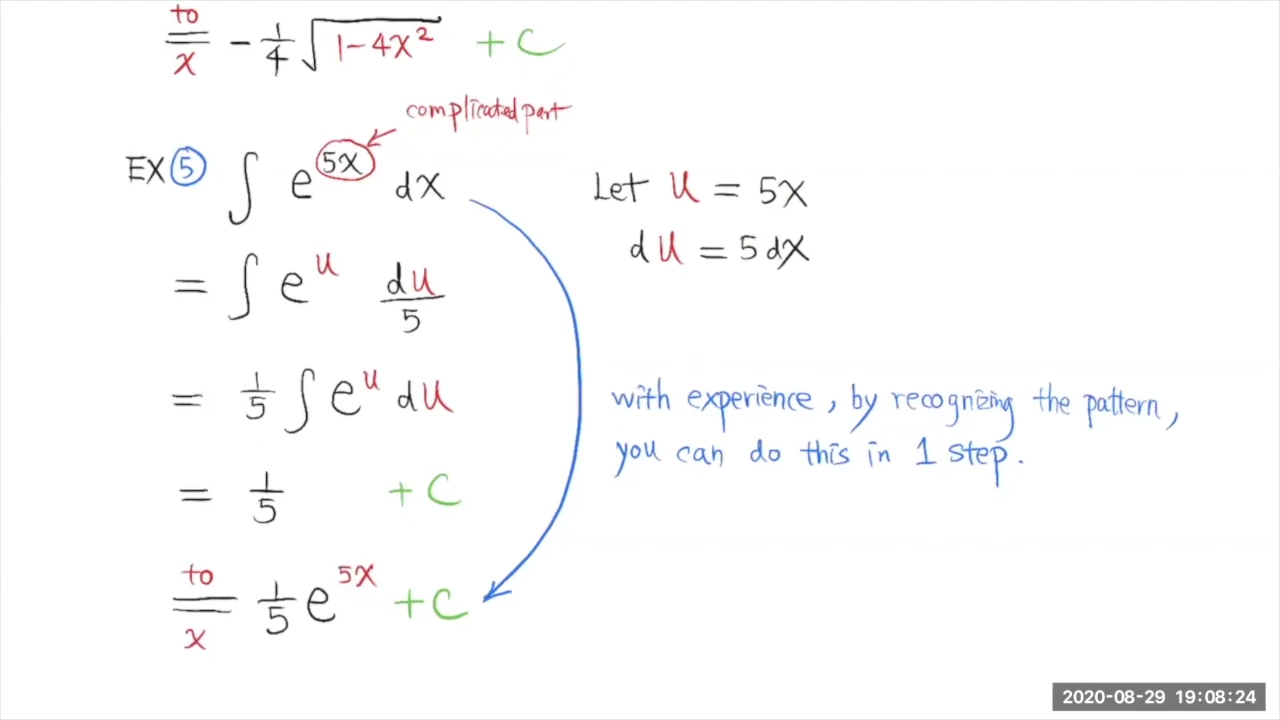 to = x - 1/4 √(1-4x²) + C
complicated part
EX ⑤ ∫ e^(5x) dx
Let u = 5x
du = 5 dx
= ∫ e^u du/5
= 1/5 ∫ e^u du
with experience, by recognizing the pattern,
you can do this in 1 step.
= 1/5 + C
to = x 1/5 e^(5x) + C
2020-08-29 19:08:24